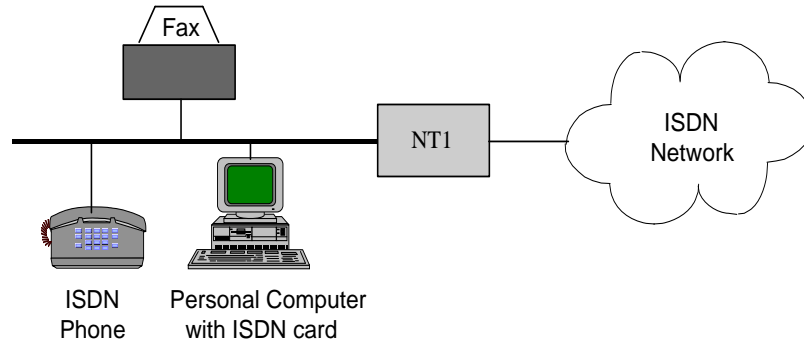 Fax
NT1
ISDN
Network
ISDN
Phone
Personal Computer
with ISDN card